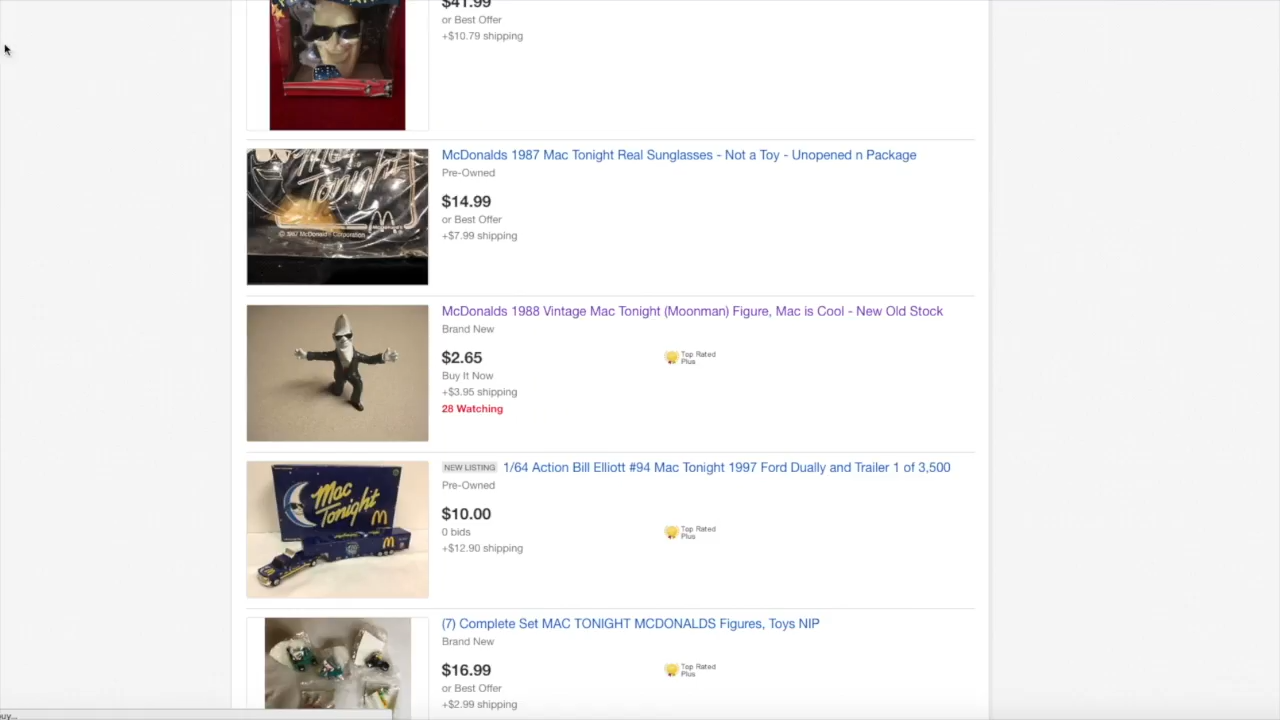 $41.99
or Best Offer
+$10.79 shipping
McDonalds 1987 Mac Tonight Real Sunglasses - Not a Toy - Unopened n Package
Pre-Owned
Mac
Tonight
© 1987 McDonald's Corporation
$14.99
or Best Offer
+$7.99 shipping
McDonalds 1988 Vintage Mac Tonight (Moonman) Figure, Mac is Cool - New Old Stock
Brand New
$2.65
Top Rated
Plus
Buy It Now
+$3.95 shipping
28 Watching
NEW LISTING 1/64 Action Bill Elliott #94 Mac Tonight 1997 Ford Dually and Trailer 1 of 3,500
Pre-Owned
Mac
Tonight
$10.00
0 bids
Top Rated
Plus
+$12.90 shipping
(7) Complete Set MAC TONIGHT MCDONALDS Figures, Toys NIP
Brand New
$16.99
Top Rated
Plus
or Best Offer
+$2.99 shipping